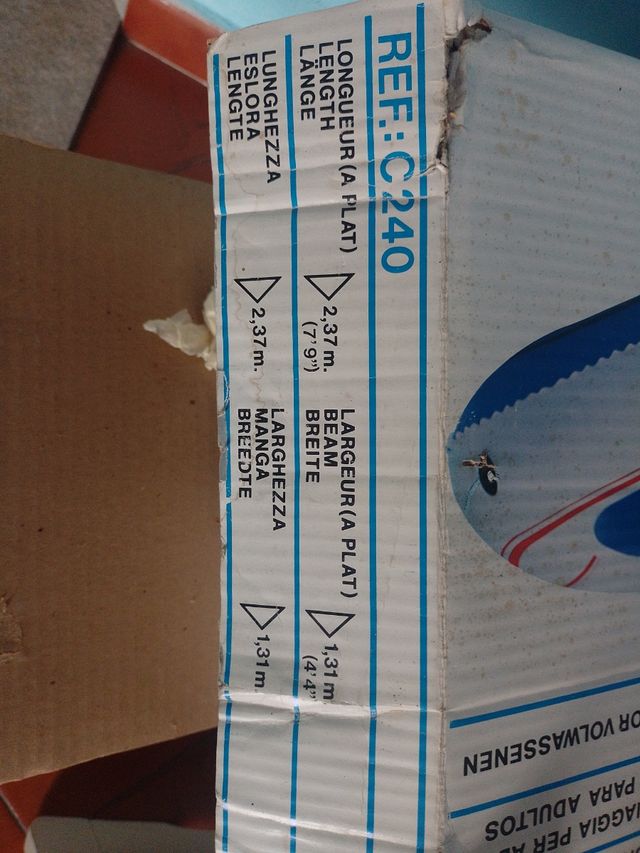 REF.: C240
LONGUEUR (A PLAT)
LENGTH
LÄNGE
2,37 m.
(7' 9")
LARGEUR (A PLAT)
BEAM
BREITE
1,31 m
(4' 4"
LUNGHEZZA
ESLORA
LENGTE
2,37 m.
LARGHEZZA
MANGA
BREEDTE
1,31 m
OR VOLWASSENEN
PARA ADULTOS